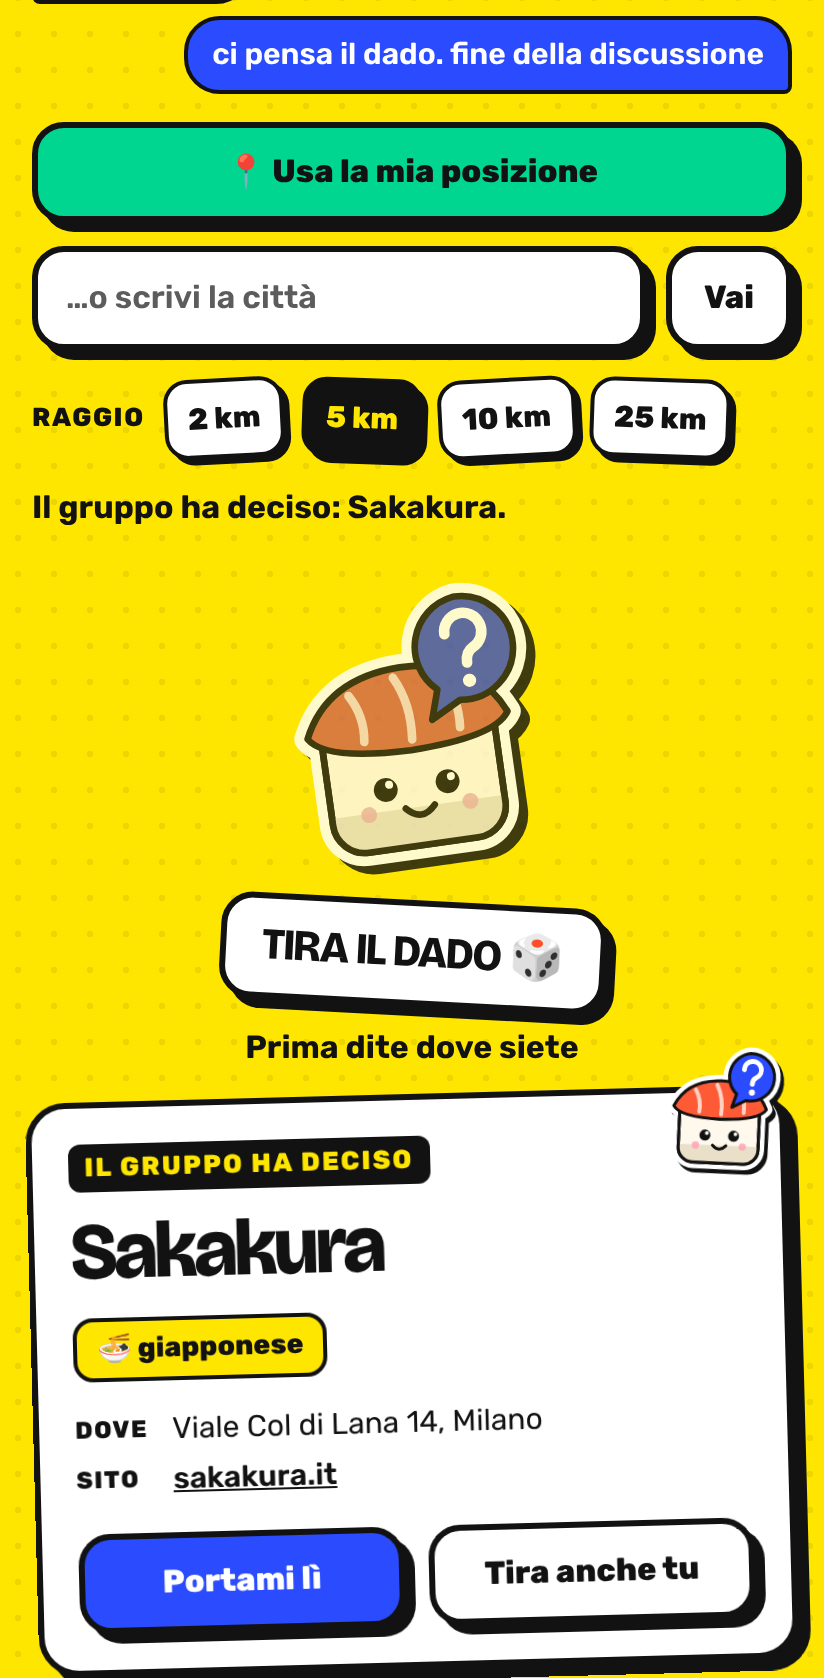 ci pensa il dado. fine della discussione
📍 Usa la mia posizione
...o scrivi la città
Vai
RAGGIO
2 km
5 km
10 km
25 km
Il gruppo ha deciso: Sakakura.
?
TIRA IL DADO 🎲
Prima dite dove siete
?
IL GRUPPO HA DECISO
Sakakura
🍜 giapponese
DOVE Viale Col di Lana 14, Milano
SITO sakakura.it
Portami lì
Tira anche tu